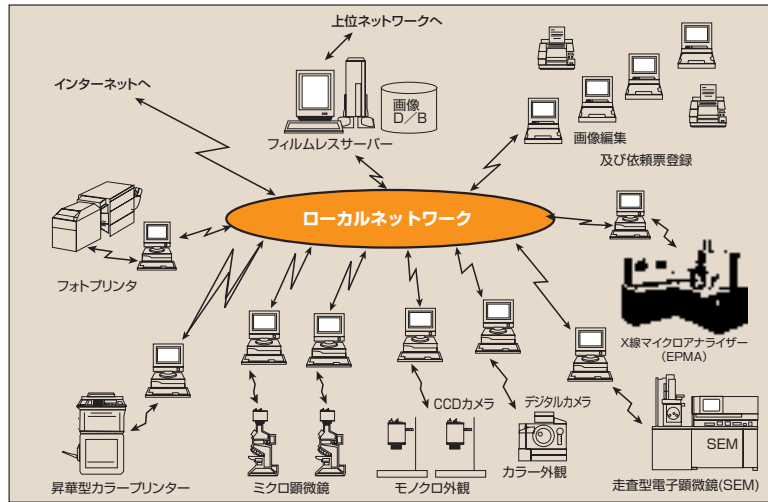 上位ネットワークへ
インターネットへ
画像
D／B
フィルムレスサーバー
画像編集
及び依頼票登録
ローカルネットワーク
フォトプリンタ
X線マイクロアナライザー
(EPMA)
CCDカメラ
デジタルカメラ
SEM
昇華型カラープリンター
ミクロ顕微鏡
モノクロ外観
カラー外観
走査型電子顕微鏡(SEM)